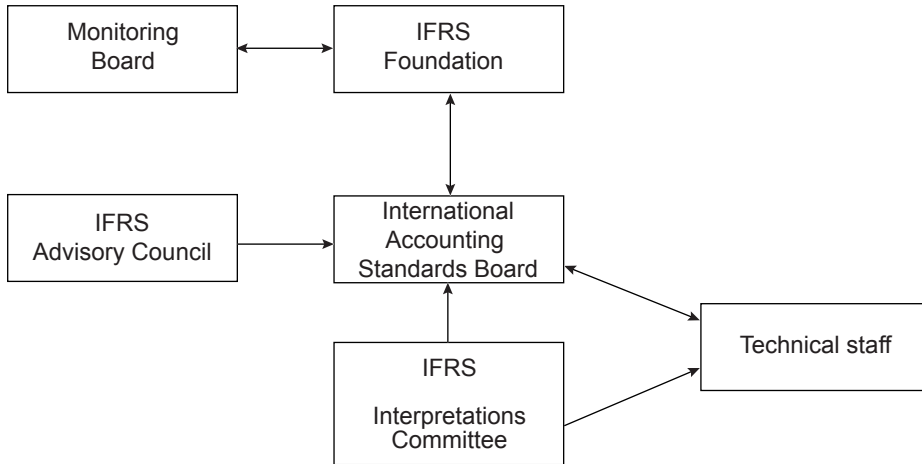 Monitoring
Board
IFRS
Foundation
IFRS
Advisory Council
International
Accounting
Standards Board
Technical staff
IFRS
Interpretations
Committee